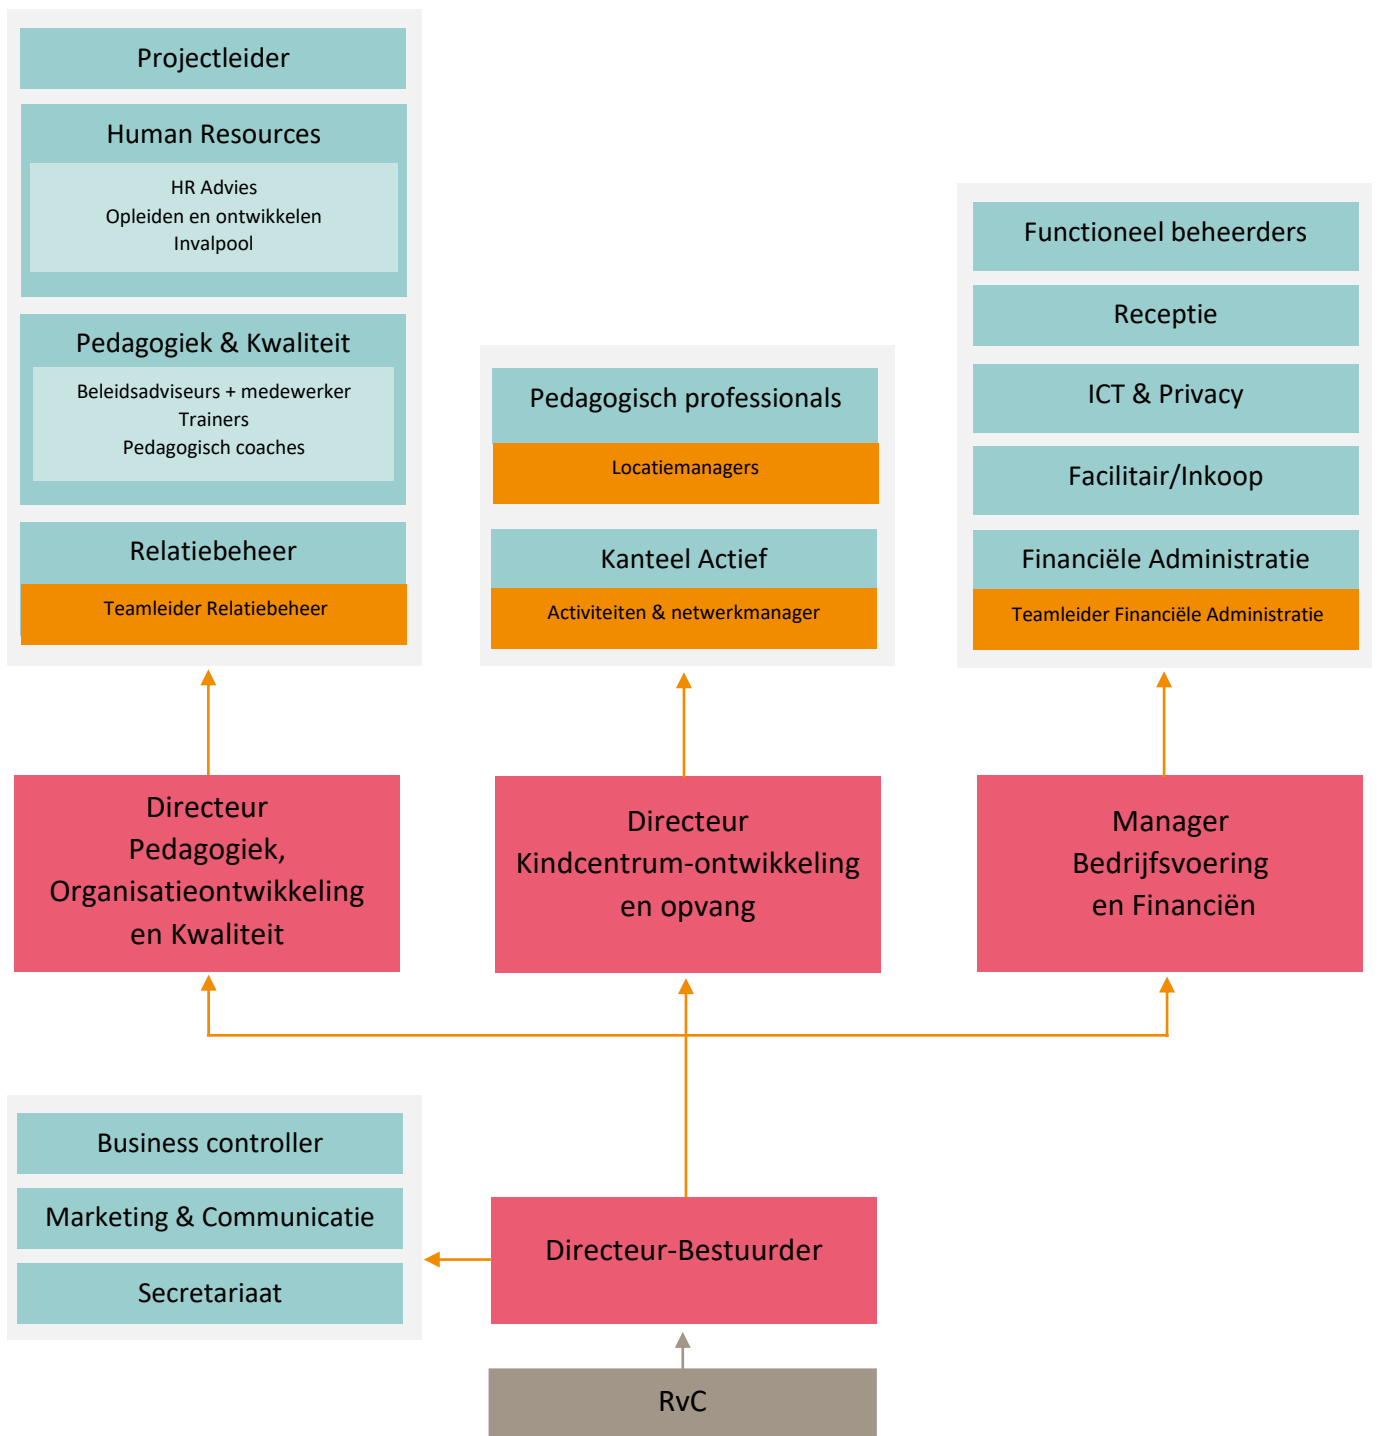 Projectleider
Human Resources
HR Advies
Opleiden en ontwikkelen
Invalpool
Pedagogiek & Kwaliteit
Beleidsadviseurs + medewerker
Trainers
Pedagogisch coaches
Relatiebeheer
Teamleider Relatiebeheer
Pedagogisch professionals
Locatiemanagers
Kanteel Actief
Activiteiten & netwerkmanager
Functioneel beheerders
Receptie
ICT & Privacy
Facilitair/Inkoop
Financiële Administratie
Teamleider Financiële Administratie
Directeur
Pedagogiek,
Organisatieontwikkeling
en Kwaliteit
Directeur
Kindcentrum-ontwikkeling
en opvang
Manager
Bedrijfsvoering
en Financiën
Business controller
Marketing & Communicatie
Secretariaat
Directeur-Bestuurder
RvC